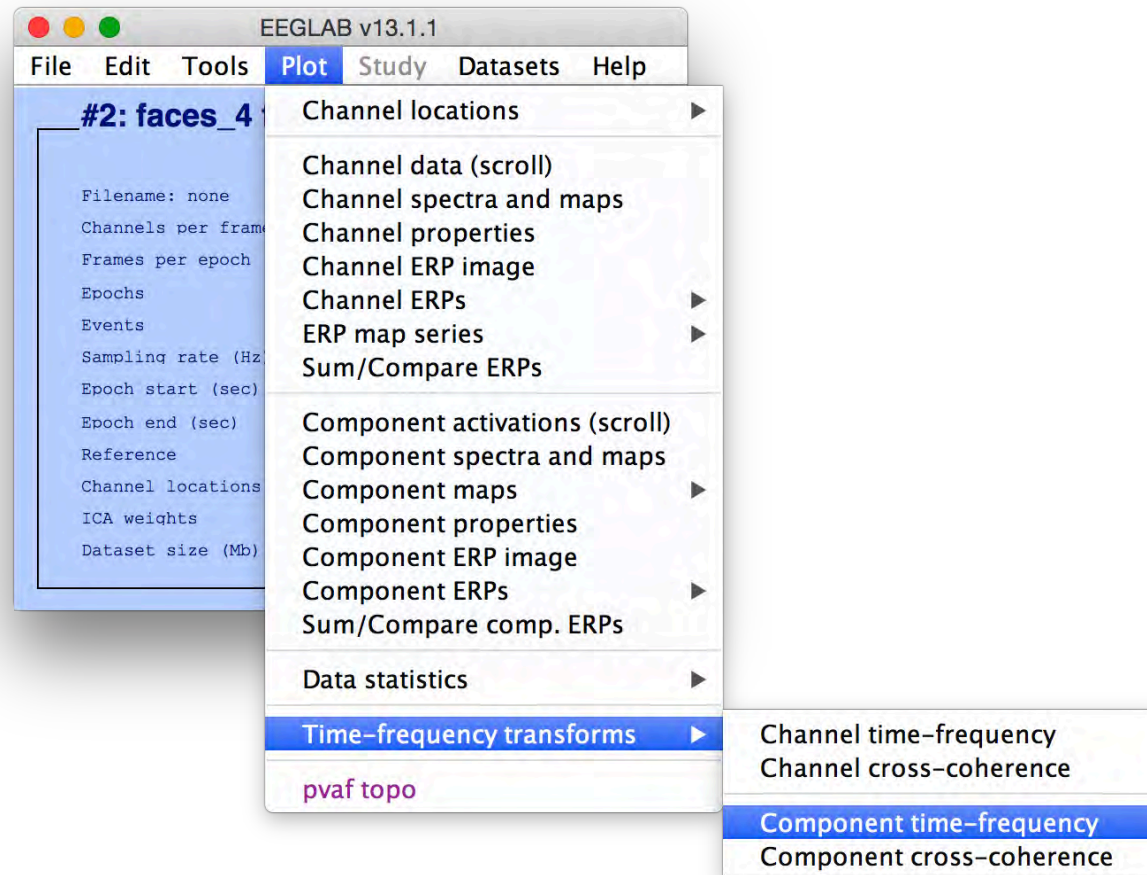 EEGLAB v13.1.1
File Edit Tools Plot Study Datasets Help
#2: faces_4
Filename: none
Channels per frame
Frames per epoch
Epochs
Events
Sampling rate (Hz)
Epoch start (sec)
Epoch end (sec)
Reference
Channel locations
ICA weights
Dataset size (Mb)
Channel locations
Channel data (scroll)
Channel spectra and maps
Channel properties
Channel ERP image
Channel ERPs
ERP map series
Sum/Compare ERPs
Component activations (scroll)
Component spectra and maps
Component maps
Component properties
Component ERP image
Component ERPs
Sum/Compare comp. ERPs
Data statistics
Time-frequency transforms
pvaf topo
Channel time-frequency
Channel cross-coherence
Component time-frequency
Component cross-coherence